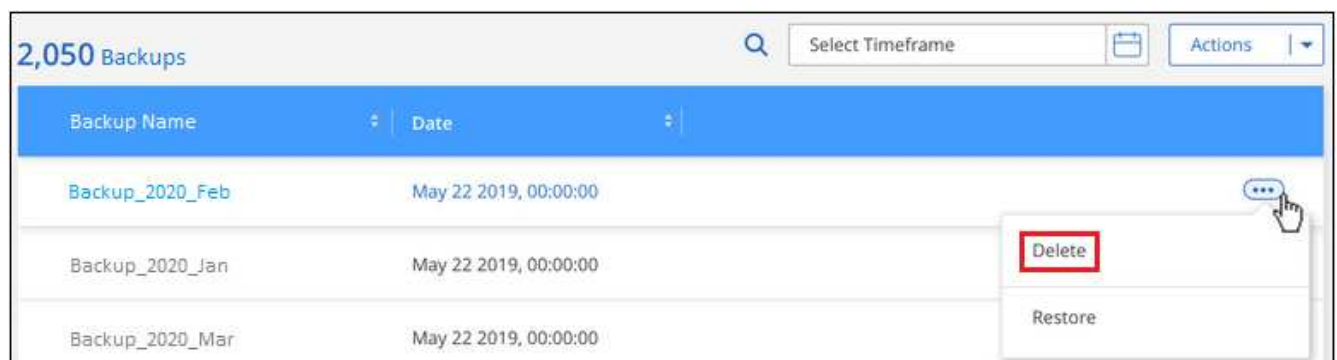 2,050 Backups
Select Timeframe
Actions
Backup Name
Date
Backup_2020_Feb
May 22 2019, 00:00:00
Delete
Backup_2020_Jan
May 22 2019, 00:00:00
Restore
Backup_2020_Mar
May 22 2019, 00:00:00